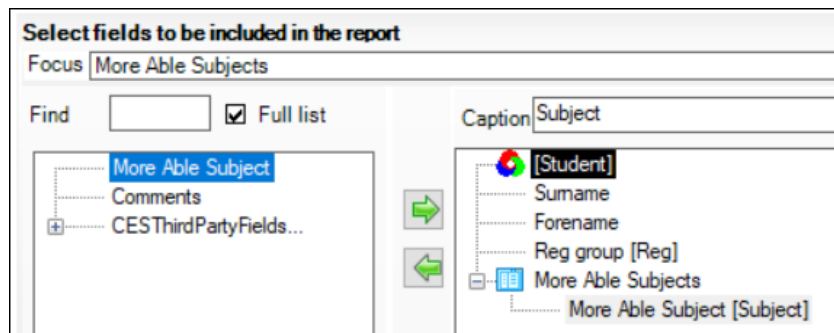 Select fields to be included in the report
Focus More Able Subjects
Find Full list
Caption Subject
More Able Subject
Comments
CESThirdPartyFields...
[Student]
Surname
Forename
Reg group [Reg]
More Able Subjects
More Able Subject [Subject]